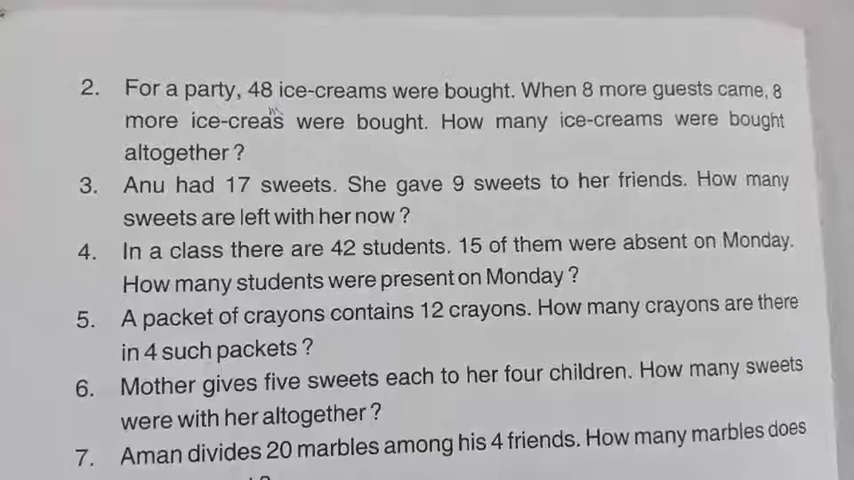 2. For a party, 48 ice-creams were bought. When 8 more guests came, 8
more ice-creas were bought. How many ice-creams were bought
altogether ?
3. Anu had 17 sweets. She gave 9 sweets to her friends. How many
sweets are left with her now ?
4. In a class there are 42 students. 15 of them were absent on Monday.
How many students were present on Monday ?
5. A packet of crayons contains 12 crayons. How many crayons are there
in 4 such packets ?
6. Mother gives five sweets each to her four children. How many sweets
were with her altogether ?
7. Aman divides 20 marbles among his 4 friends. How many marbles does